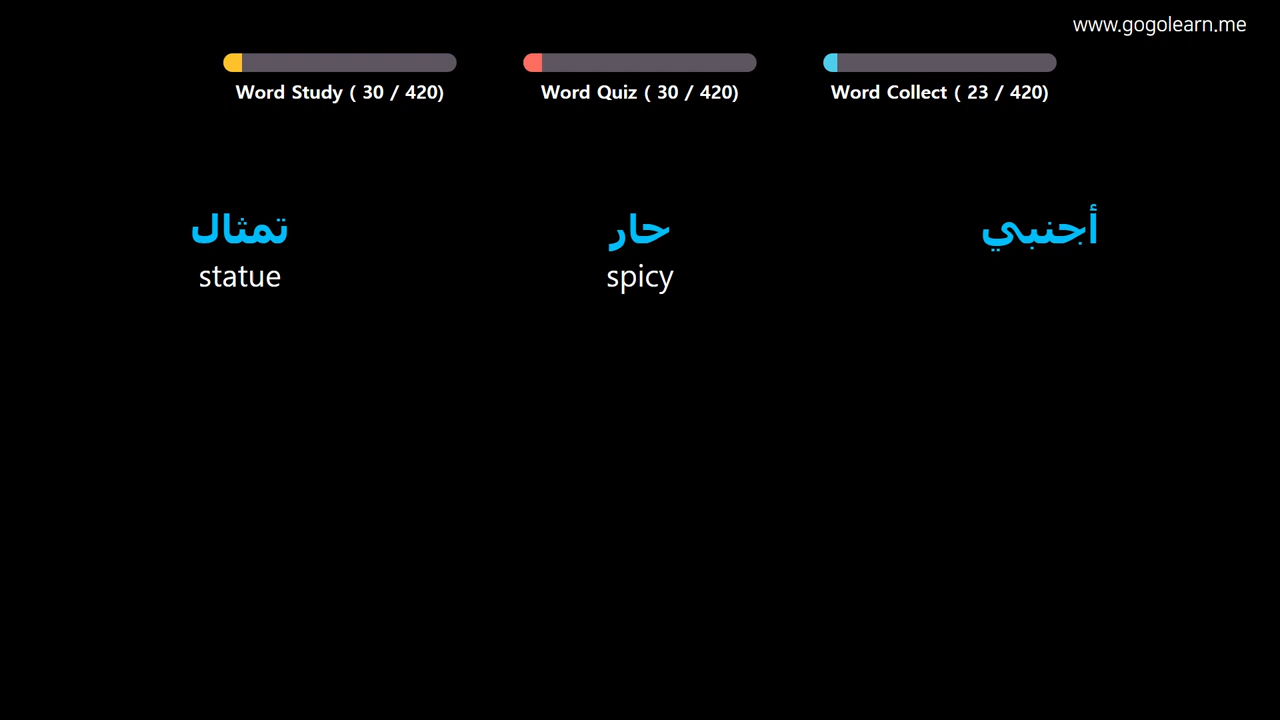 www.gogolearn.me
Word Study ( 30 / 420)
Word Quiz ( 30 / 420)
Word Collect ( 23 / 420)
تمثال
statue
حار
spicy
أجنبي